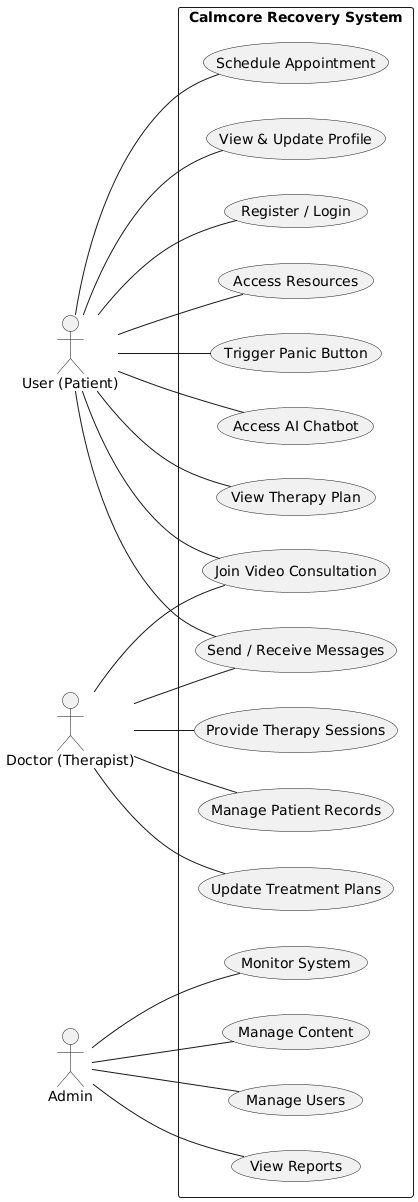 Calmcore Recovery System
Schedule Appointment
View & Update Profile
Register / Login
Access Resources
Trigger Panic Button
User (Patient)
Access AI Chatbot
View Therapy Plan
Join Video Consultation
Send / Receive Messages
Provide Therapy Sessions
Doctor (Therapist)
Manage Patient Records
Update Treatment Plans
Monitor System
Manage Content
Admin
Manage Users
View Reports